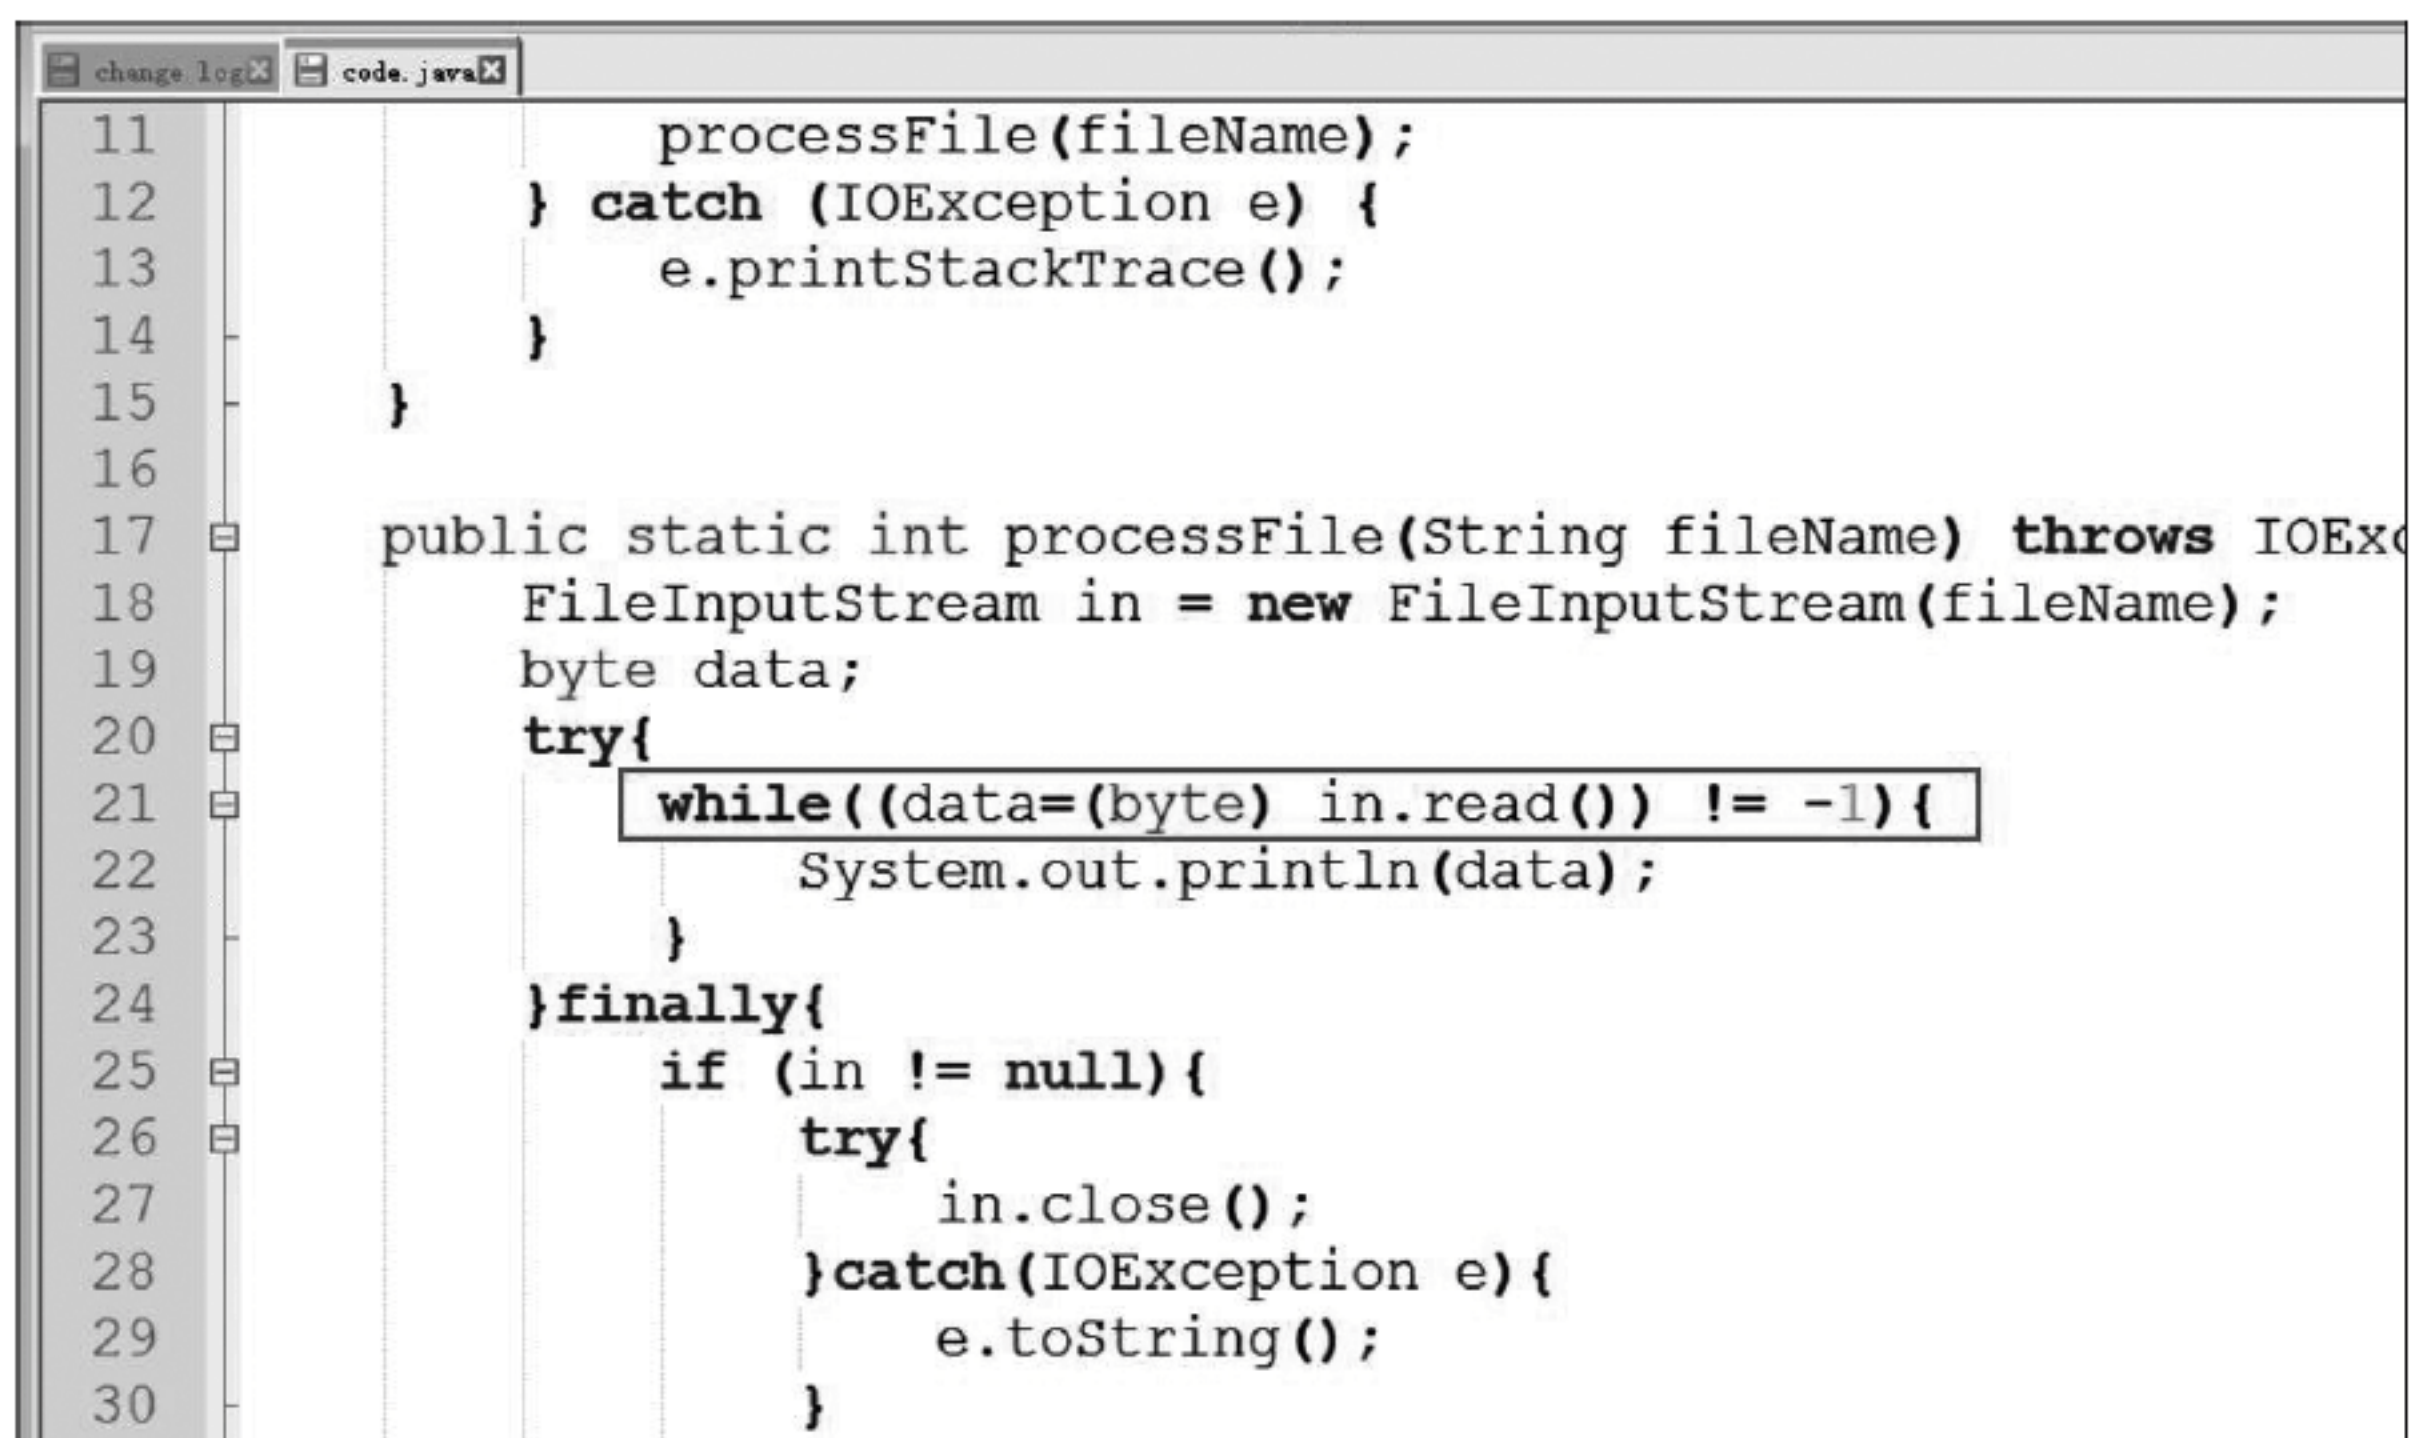 change.log code.java
11 processFile(fileName);
12 } catch (IOException e) {
13 e.printStackTrace();
14 }
15 }
16
17 public static int processFile(String fileName) throws IOExc
18 FileInputStream in = new FileInputStream(fileName);
19 byte data;
20 try{
21 while((data=(byte) in.read()) != -1){
22 System.out.println(data);
23 }
24 }finally{
25 if (in != null){
26 try{
27 in.close();
28 }catch(IOException e){
29 e.toString();
30 }